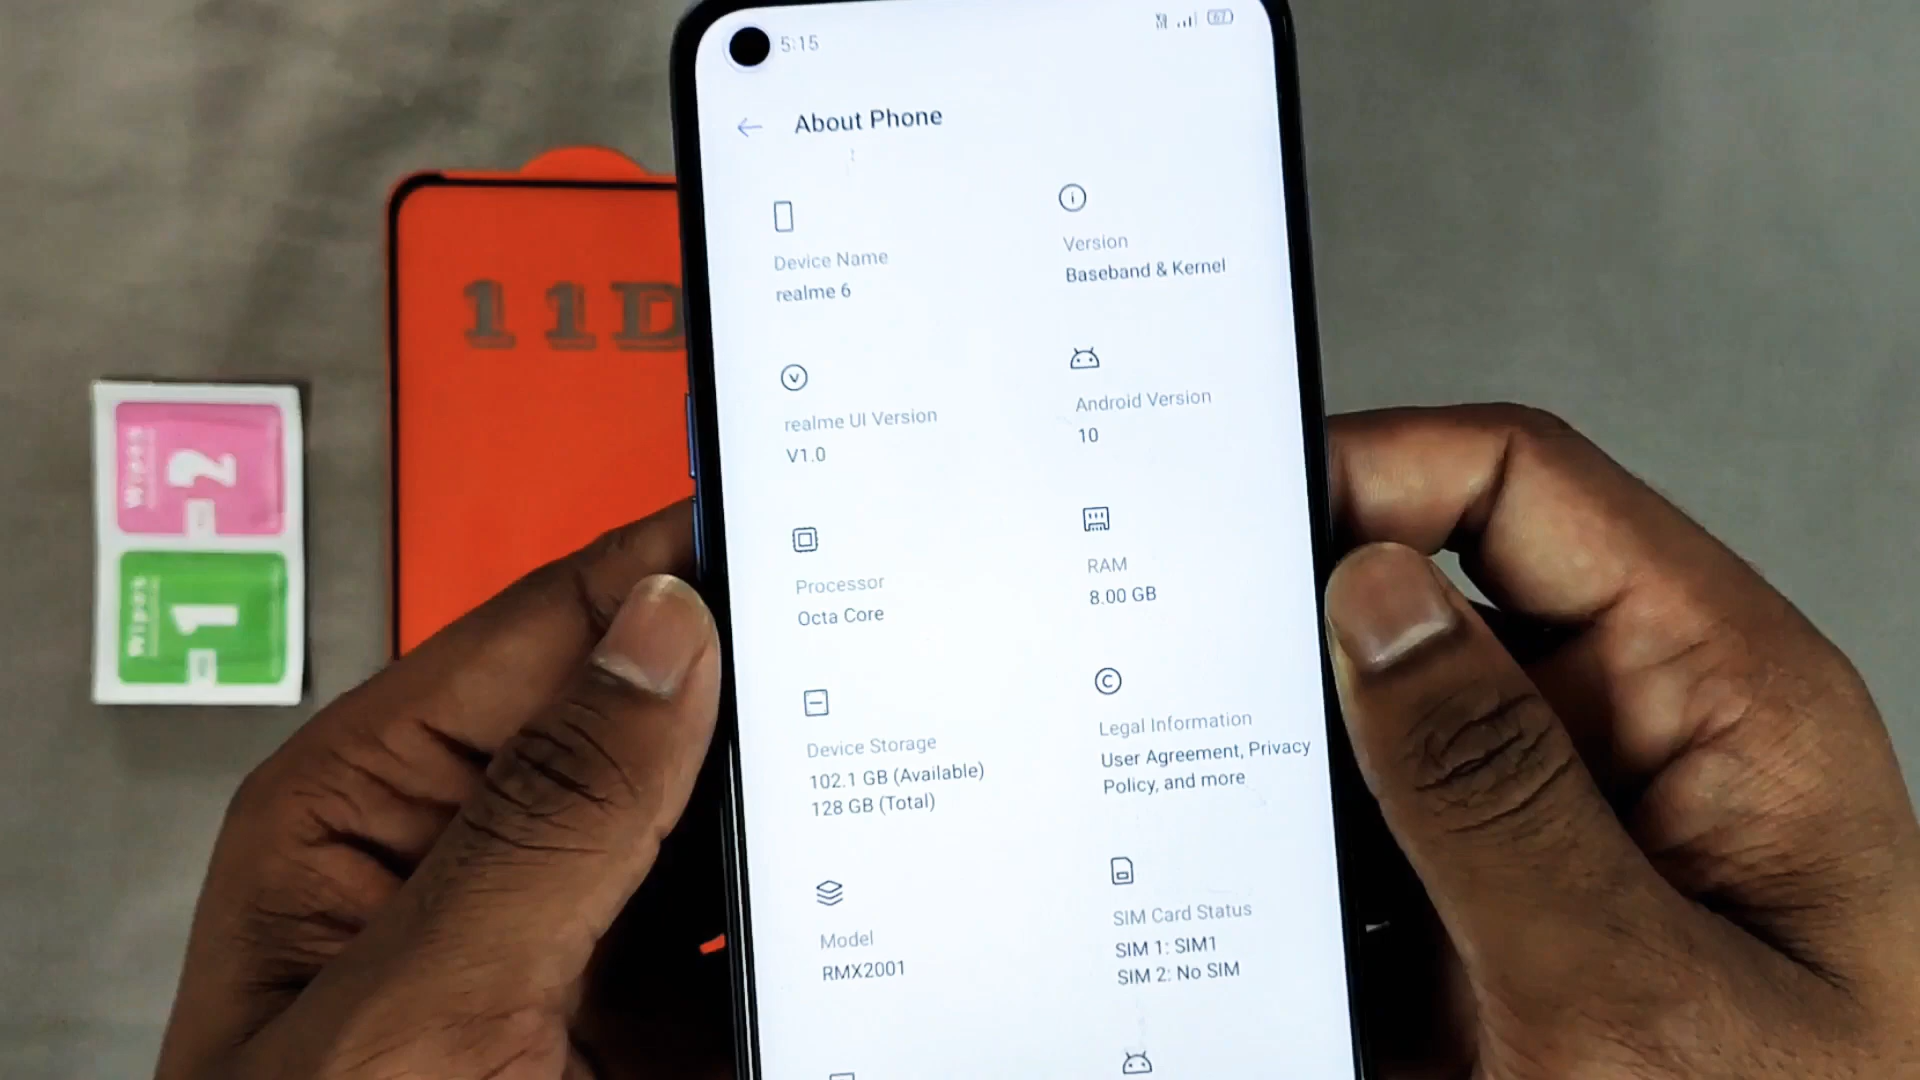 5:15
67
About Phone
Device Name
realme 6
Version
Baseband & Kernel
realme UI Version
V1.0
Android Version
10
Processor
Octa Core
RAM
8.00 GB
Device Storage
102.1 GB (Available)
128 GB (Total)
Legal Information
User Agreement, Privacy
Policy, and more
Model
RMX2001
SIM Card Status
SIM 1: SIM1
SIM 2: No SIM
11D
Wipes
2
Wipes
1